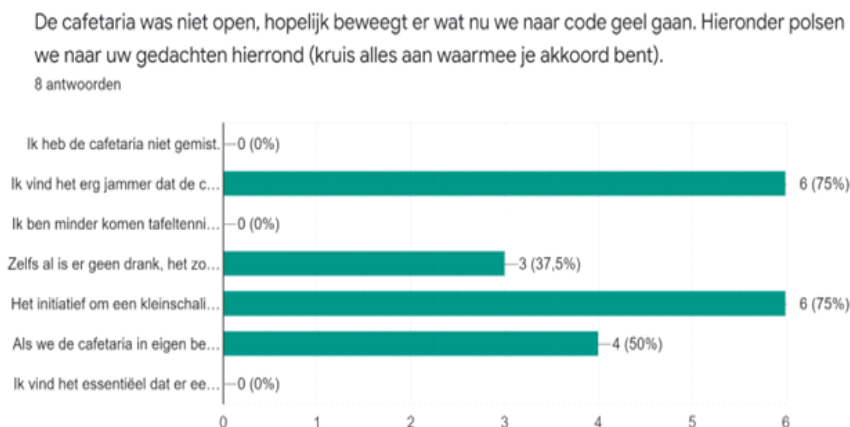 De cafetaria was niet open, hopelijk beweegt er wat nu we naar code geel gaan. Hieronder polsen
we naar uw gedachten hierrond (kruis alles aan waarmee je akkoord bent).
8 antwoorden
Ik heb de cafetaria niet gemist. 0 (0%)
Ik vind het erg jammer dat de c... 6 (75%)
Ik ben minder komen tafeltenni... 0 (0%)
Zelfs al is er geen drank, het zo... 3 (37,5%)
Het initiatief om een kleinschali... 6 (75%)
Als we de cafetaria in eigen be... 4 (50%)
Ik vind het essentiëel dat er ee... 0 (0%)
0 1 2 3 4 5 6